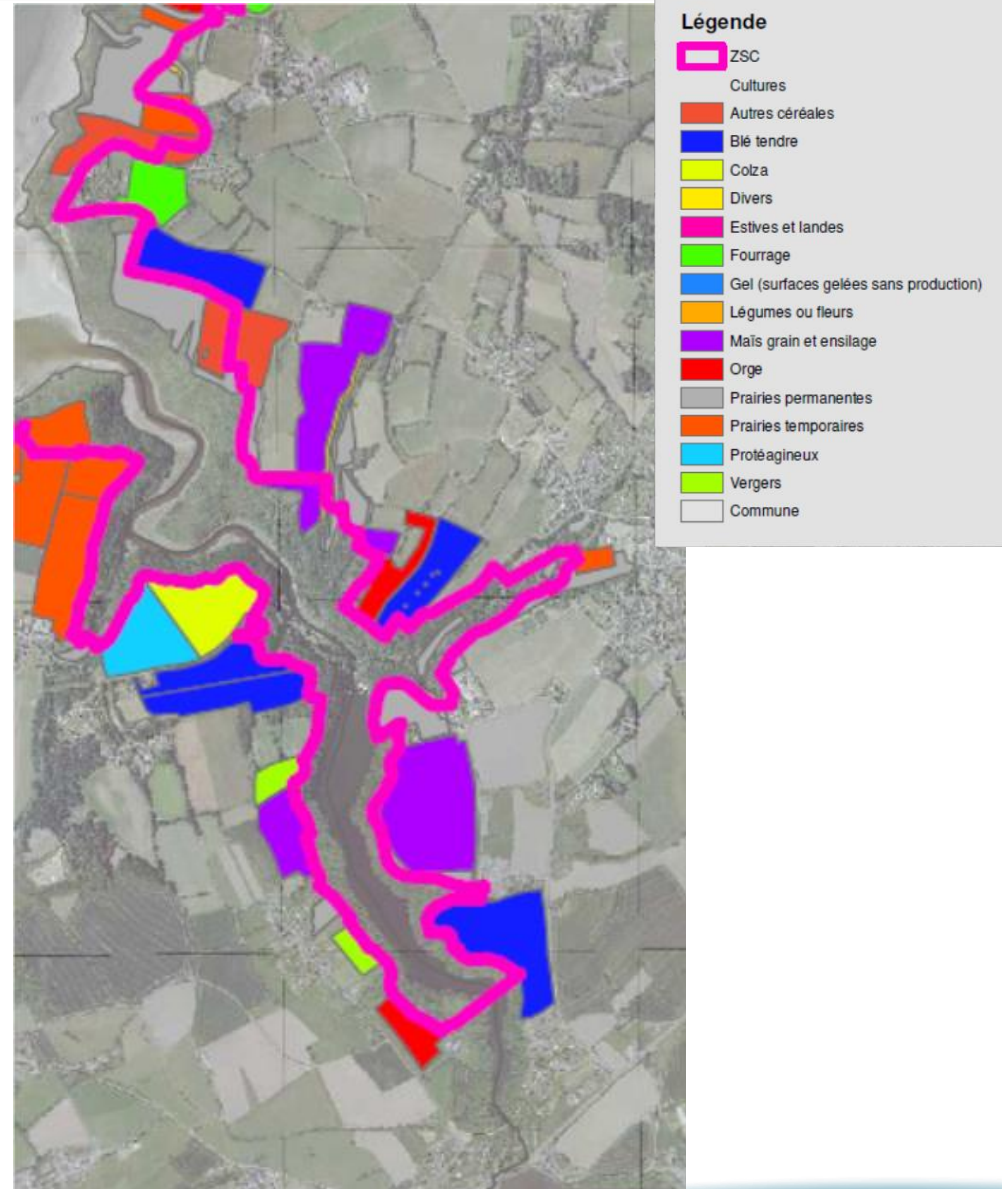 Légende
ZSC
Cultures
Autres céréales
Blé tendre
Colza
Divers
Estives et landes
Fourrage
Gel (surfaces gelées sans production)
Légumes ou fleurs
Maïs grain et ensilage
Orge
Prairies permanentes
Prairies temporaires
Protéagineux
Vergers
Commune